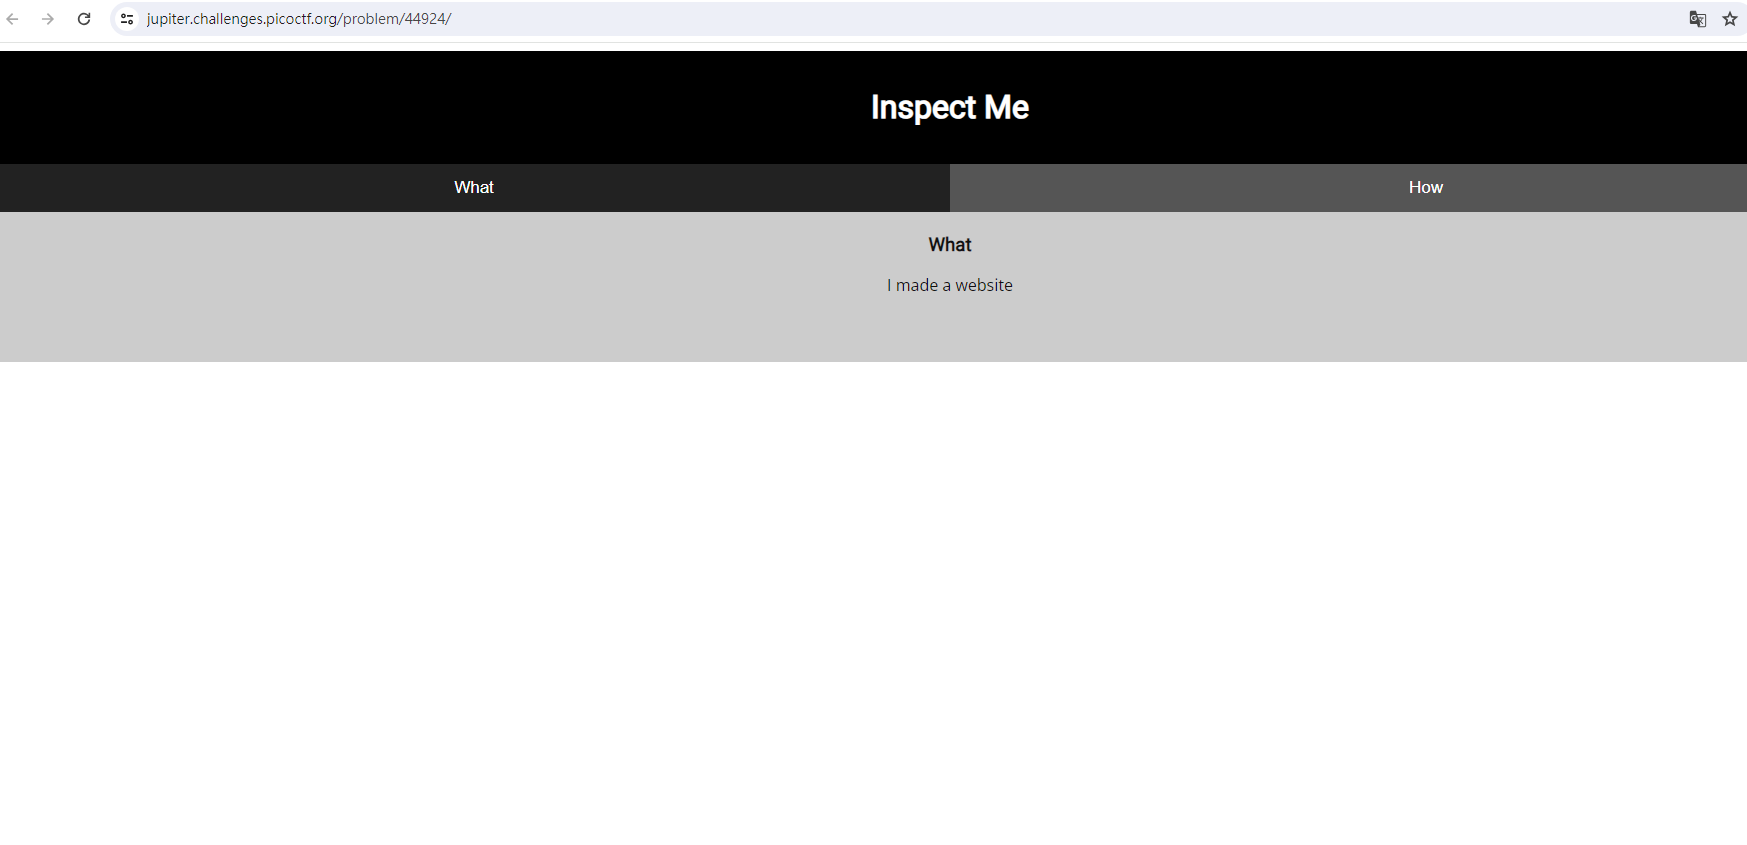 jupiter.challenges.picoctf.org/problem/44924/
Inspect Me
What How
What
I made a website